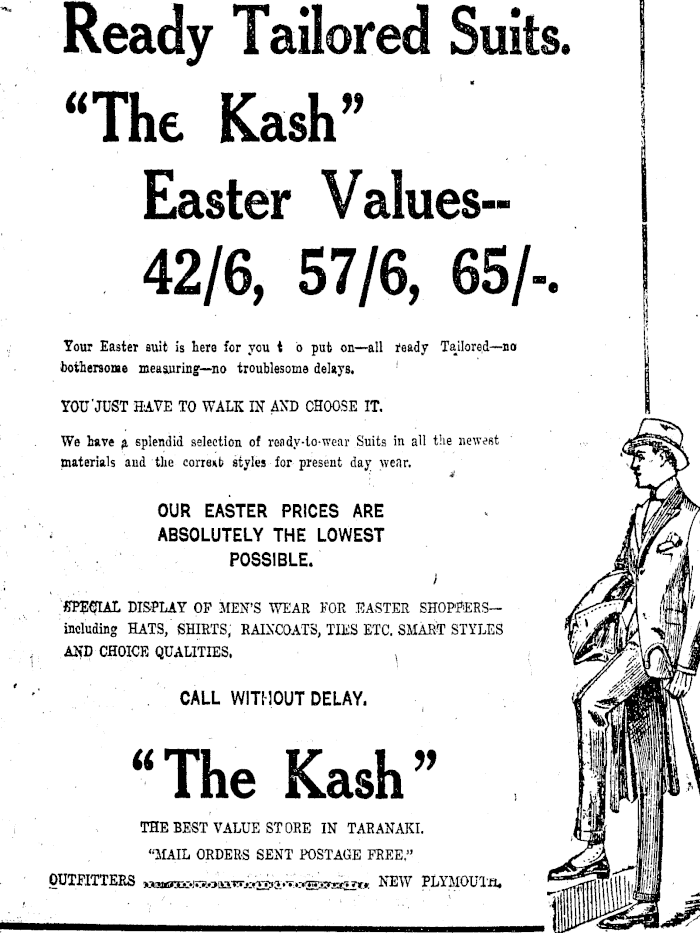 Ready Tailored Suits.
“The Kash”
Easter Values--
42/6, 57/6, 65/-.
Your Easter suit is here for you t o put on—all ready Tailored—no
bothersome measuring—no troublesome delays.
YOU JUST HAVE TO WALK IN AND CHOOSE IT.
We have a splendid selection of ready-to-wear Suits in all the newest
materials and the correct styles for present day wear.
OUR EASTER PRICES ARE
ABSOLUTELY THE LOWEST
POSSIBLE.
SPECIAL DISPLAY OF MEN'S WEAR FOR EASTER SHOPPERS—
including HATS, SHIRTS, RAINCOATS, TIES ETC. SMART STYLES
AND CHOICE QUALITIES.
CALL WITHOUT DELAY.
“The Kash”
THE BEST VALUE STORE IN TARANAKI.
“MAIL ORDERS SENT POSTAGE FREE.”
OUTFITTERS NEW PLYMOUTH.